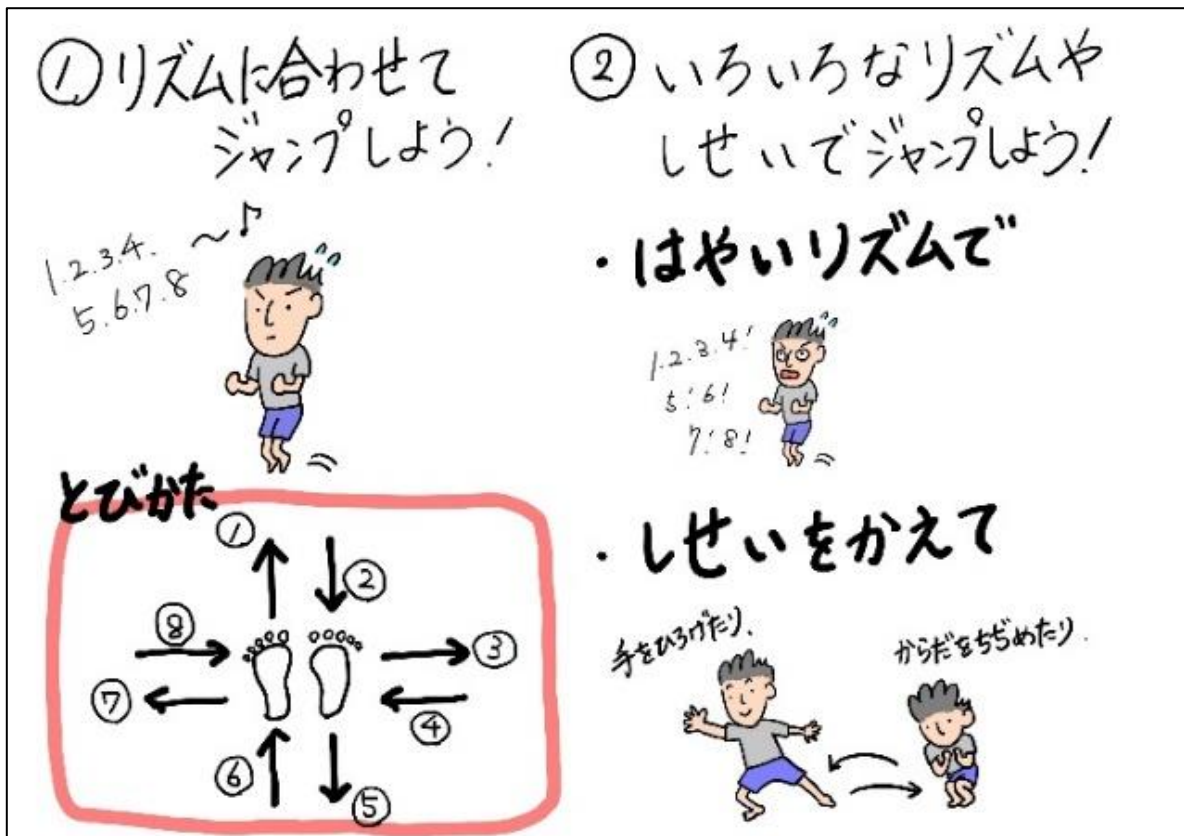 ①リズムに合わせて
ジャンプしよう！
1.2.3.4. 〜♪
5.6.7.8
とびかた
①
②
⑧
③
⑦
④
⑥
⑤
②いろいろなリズムや
しせいでジャンプしよう！
・はやいリズムで
1.2.3.4!
5!6!
7!8!
・しせいをかえて
手をひろげたり、
からだをちぢめたり.